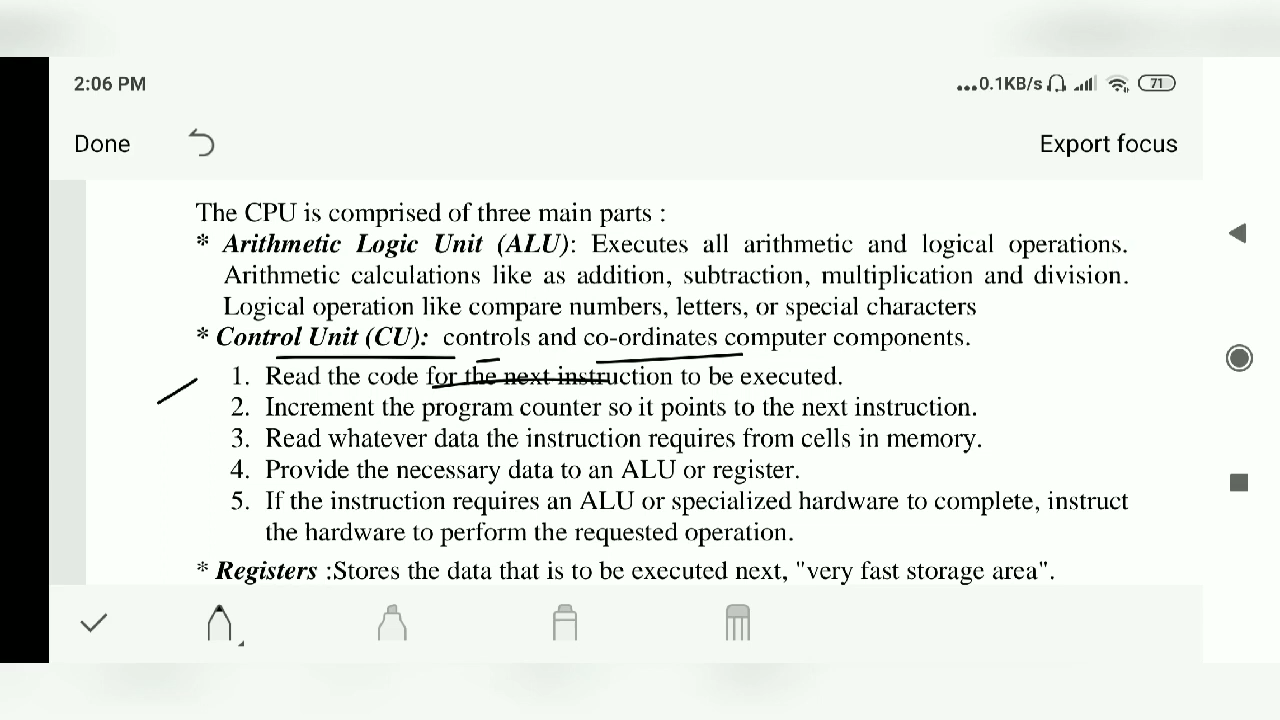 2:06 PM
...0.1KB/s 71
Done
Export focus
The CPU is comprised of three main parts :
* Arithmetic Logic Unit (ALU): Executes all arithmetic and logical operations.
Arithmetic calculations like as addition, subtraction, multiplication and division.
Logical operation like compare numbers, letters, or special characters
* Control Unit (CU): controls and co-ordinates computer components.
1. Read the code for the next instruction to be executed.
2. Increment the program counter so it points to the next instruction.
3. Read whatever data the instruction requires from cells in memory.
4. Provide the necessary data to an ALU or register.
5. If the instruction requires an ALU or specialized hardware to complete, instruct
the hardware to perform the requested operation.
* Registers :Stores the data that is to be executed next, "very fast storage area".